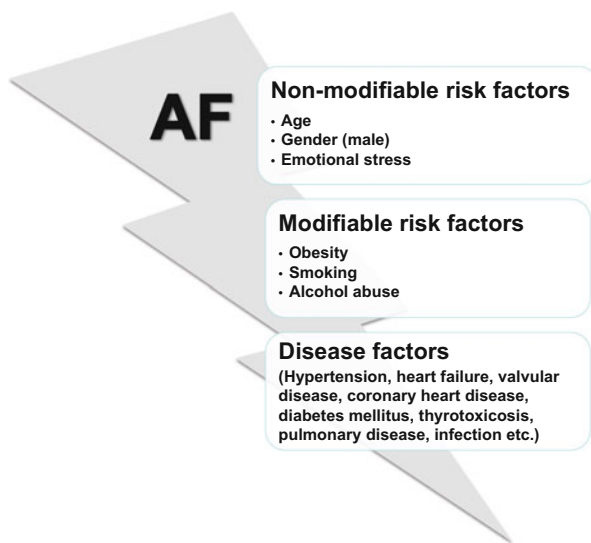 AF
Non-modifiable risk factors
• Age
• Gender (male)
• Emotional stress
Modifiable risk factors
• Obesity
• Smoking
• Alcohol abuse
Disease factors
(Hypertension, heart failure, valvular
disease, coronary heart disease,
diabetes mellitus, thyrotoxicosis,
pulmonary disease, infection etc.)